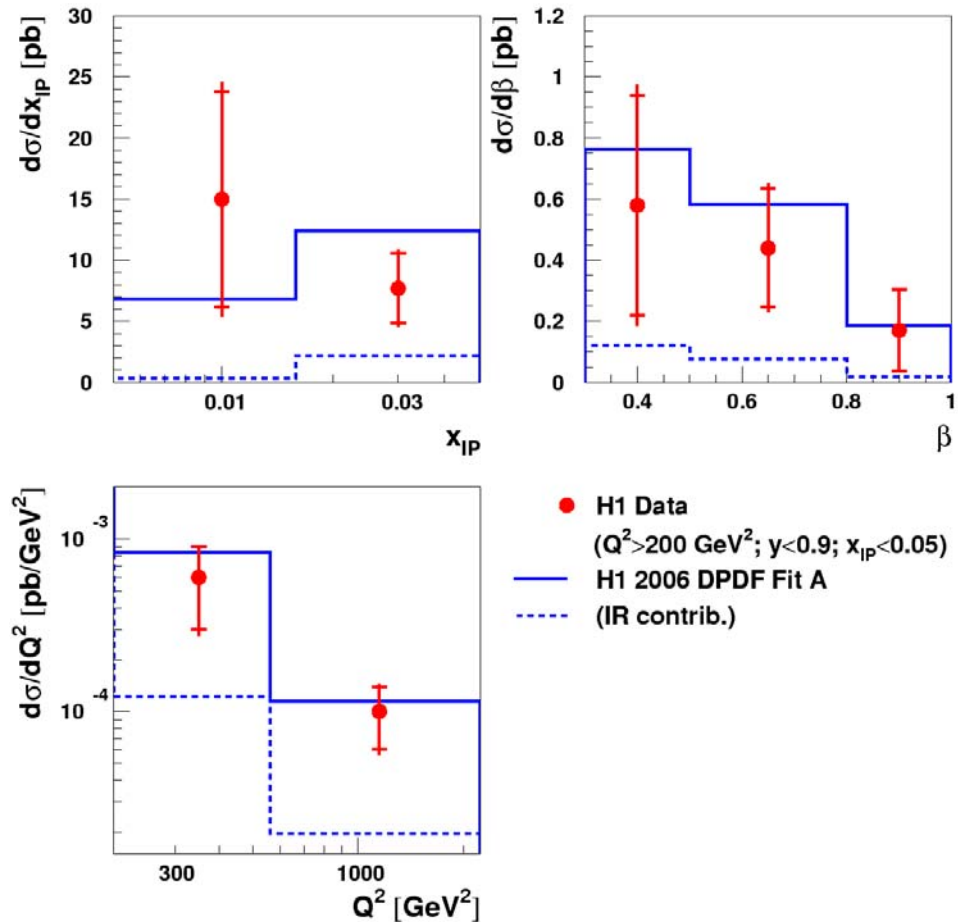 dσ/dx_IP [pb]
30
25
20
15
10
5
0
0.01 0.03
x_IP
dσ/dβ [pb]
1.2
1
0.8
0.6
0.4
0.2
0
0.4 0.6 0.8 1
β
dσ/dQ² [pb/GeV²]
10⁻³
10⁻⁴
300 1000
Q² [GeV²]
H1 Data
(Q²>200 GeV²; y<0.9; x_IP<0.05)
H1 2006 DPDF Fit A
(IR contrib.)